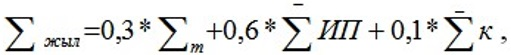 ∑ жыл = 0,3 * ∑ т + 0,6 * ∑̄ ИП + 0,1 * ∑̄ к ,